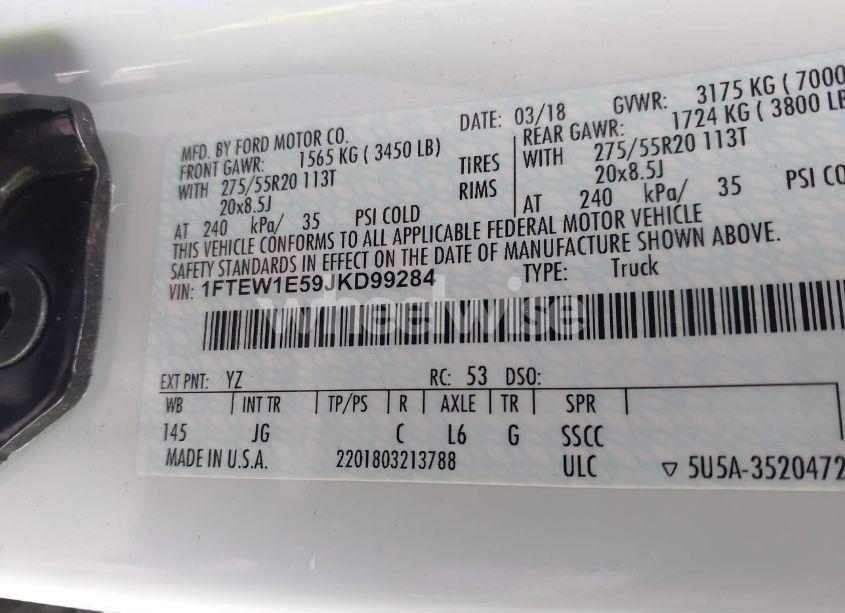 MFD. BY FORD MOTOR CO.
DATE: 03/18 GVWR: 3175 KG ( 7000
FRONT GAWR: 1565 KG ( 3450 LB) REAR GAWR: 1724 KG ( 3800 LB
WITH 275/55R20 113T TIRES WITH 275/55R20 113T
20x8.5J RIMS 20x8.5J
AT 240 kPa/ 35 PSI COLD AT 240 kPa/ 35 PSI CO
THIS VEHICLE CONFORMS TO ALL APPLICABLE FEDERAL MOTOR VEHICLE
SAFETY STANDARDS IN EFFECT ON THE DATE OF MANUFACTURE SHOWN ABOVE.
VIN: 1FTEW1E59JKD99284 TYPE: Truck
wheelwise
EXT PNT: YZ RC: 53 DSO:
WB INT TR TP/PS R AXLE TR SPR
145 JG C L6 G SSCC
MADE IN U.S.A. 2201803213788 ULC ▽ 5U5A-3520472